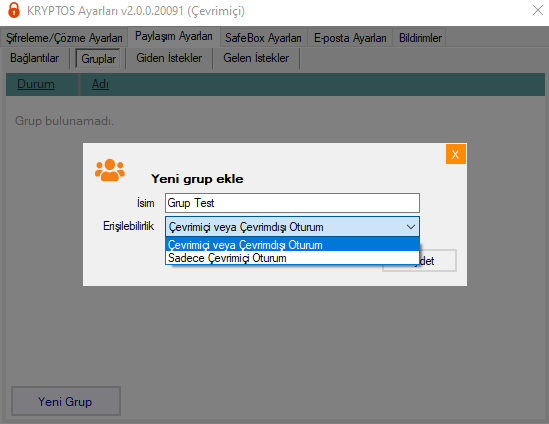 KRYPTOS Ayarları v2.0.0.20091 (Çevrimiçi)
Şifreleme/Çözme Ayarları Paylaşım Ayarları SafeBox Ayarları E-posta Ayarları Bildirimler
Bağlantılar Gruplar Giden İstekler Gelen İstekler
Durum Adı
Grup bulunamadı.
X
Yeni grup ekle
İsim Grup Test
Erişilebilirlik Çevrimiçi veya Çevrimdışı Oturum
Çevrimiçi veya Çevrimdışı Oturum
Sadece Çevrimiçi Oturum
Yeni Grup